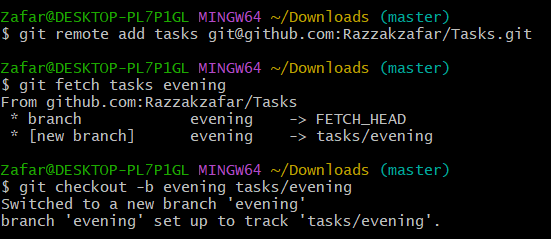 Zafar@DESKTOP-PL7P1GL MINGW64 ~/Downloads (master)
$ git remote add tasks git@github.com:Razzakzafar/Tasks.git
Zafar@DESKTOP-PL7P1GL MINGW64 ~/Downloads (master)
$ git fetch tasks evening
From github.com:Razzakzafar/Tasks
 * branch            evening    -> FETCH_HEAD
 * [new branch]      evening    -> tasks/evening
Zafar@DESKTOP-PL7P1GL MINGW64 ~/Downloads (master)
$ git checkout -b evening tasks/evening
Switched to a new branch 'evening'
branch 'evening' set up to track 'tasks/evening'.